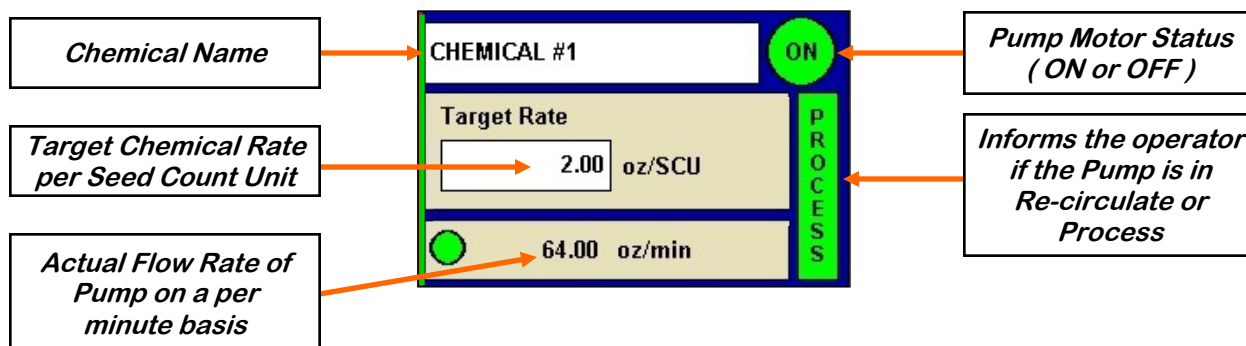 Chemical Name
Target Chemical Rate
per Seed Count Unit
Actual Flow Rate of
Pump on a per
minute basis
CHEMICAL #1
ON
Target Rate
2.00 oz/SCU
64.00 oz/min
PROCESS
Pump Motor Status
( ON or OFF )
Informs the operator
if the Pump is in
Re-circulate or
Process